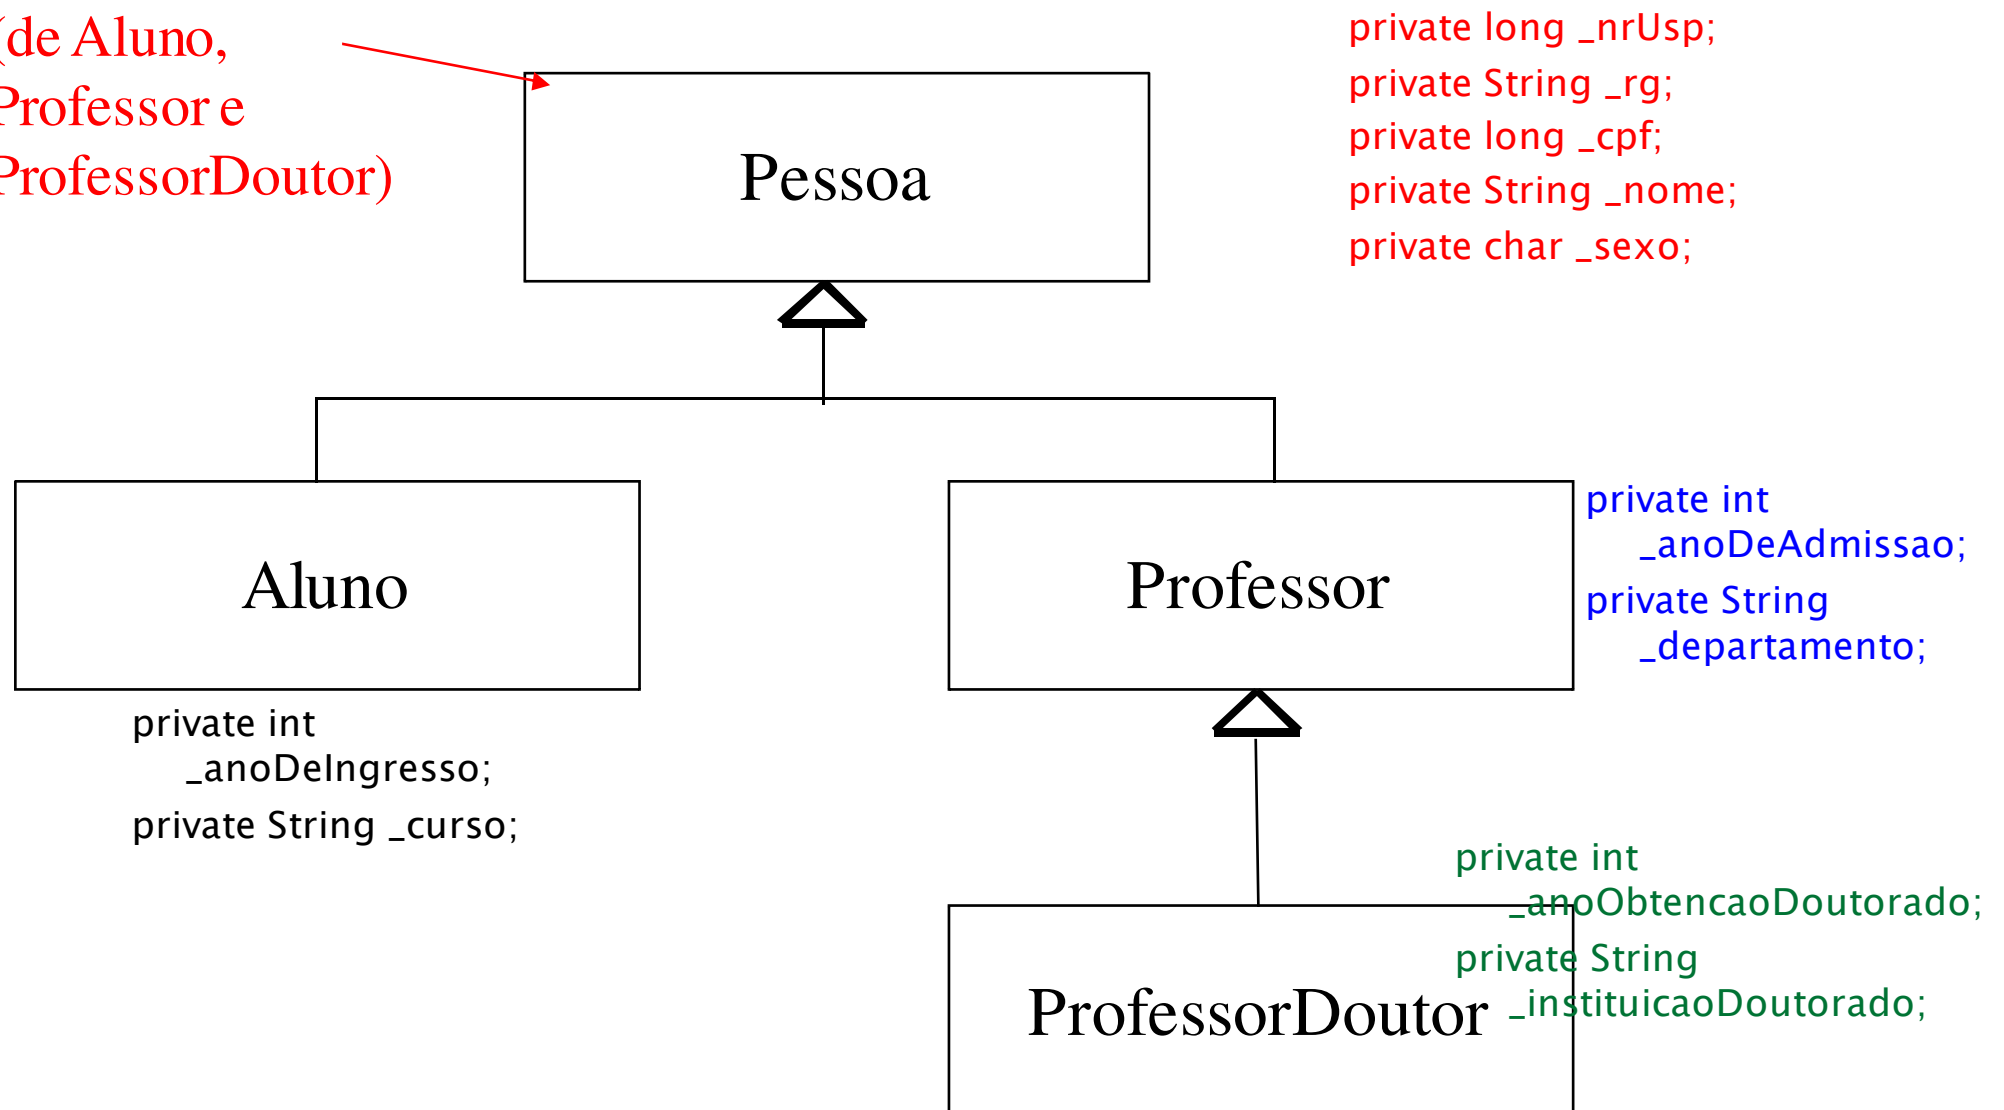 (de Aluno,
Professor e
ProfessorDoutor)
Pessoa
private long _nrUsp;
private String _rg;
private long _cpf;
private String _nome;
private char _sexo;
Aluno
private int
_anoDeIngresso;
private String _curso;
Professor
private int
_anoDeAdmissao;
private String
_departamento;
ProfessorDoutor
private int
_anoObtencaoDoutorado;
private String
_instituicaoDoutorado;